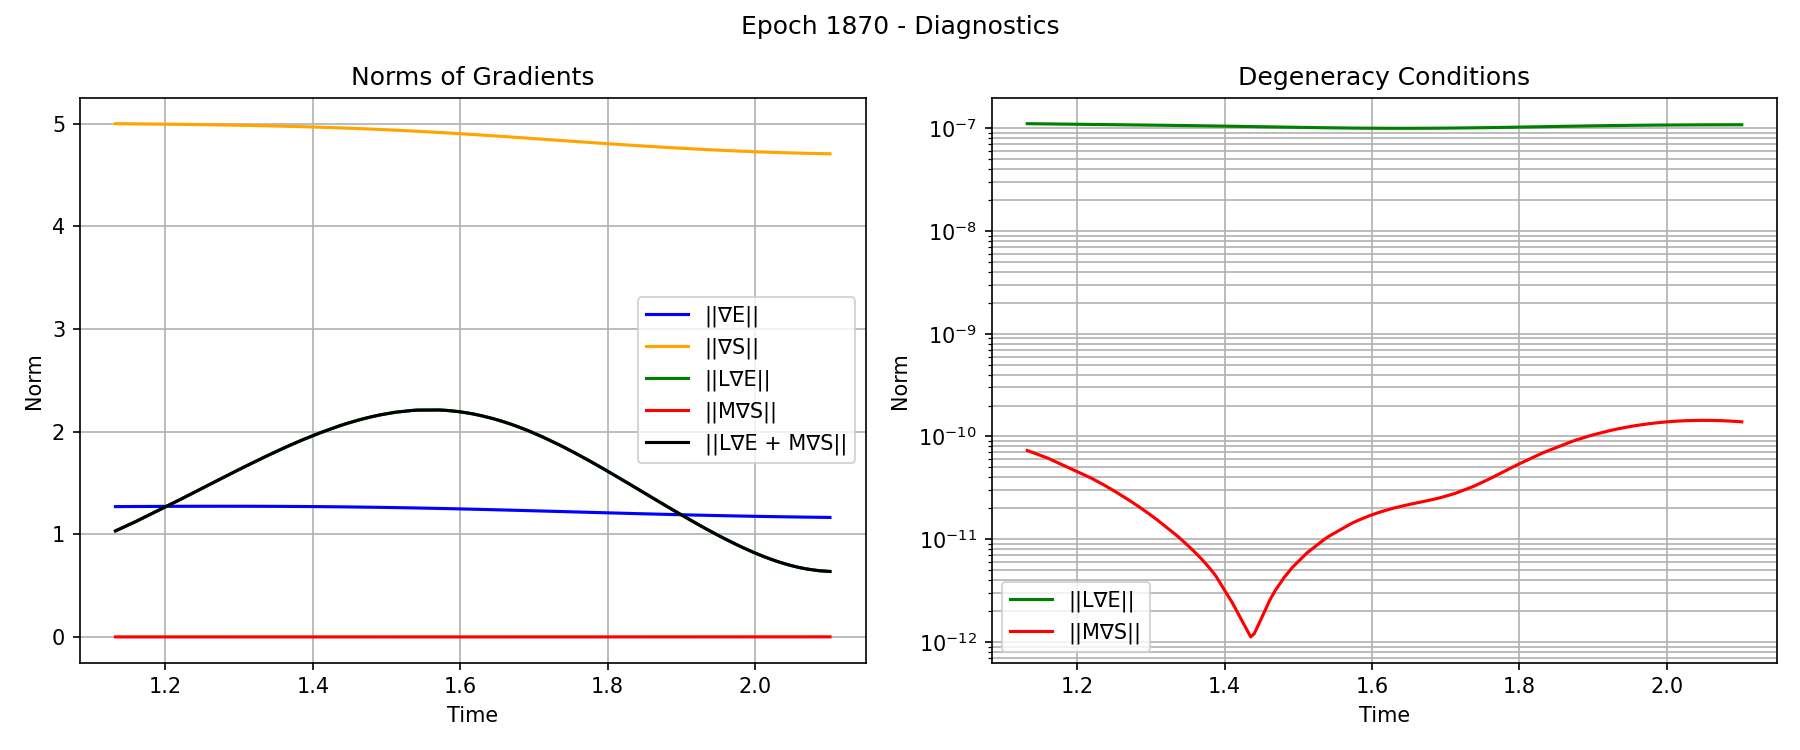 Epoch 1870 - Diagnostics
Norms of Gradients
Norm
5
4
3
2
1
0
||∇E||
||∇S||
||L∇E||
||M∇S||
||L∇E + M∇S||
1.2 1.4 1.6 1.8 2.0
Time
Degeneracy Conditions
Norm
10⁻⁷
10⁻⁸
10⁻⁹
10⁻¹⁰
10⁻¹¹
10⁻¹²
||L∇E||
||M∇S||
1.2 1.4 1.6 1.8 2.0
Time